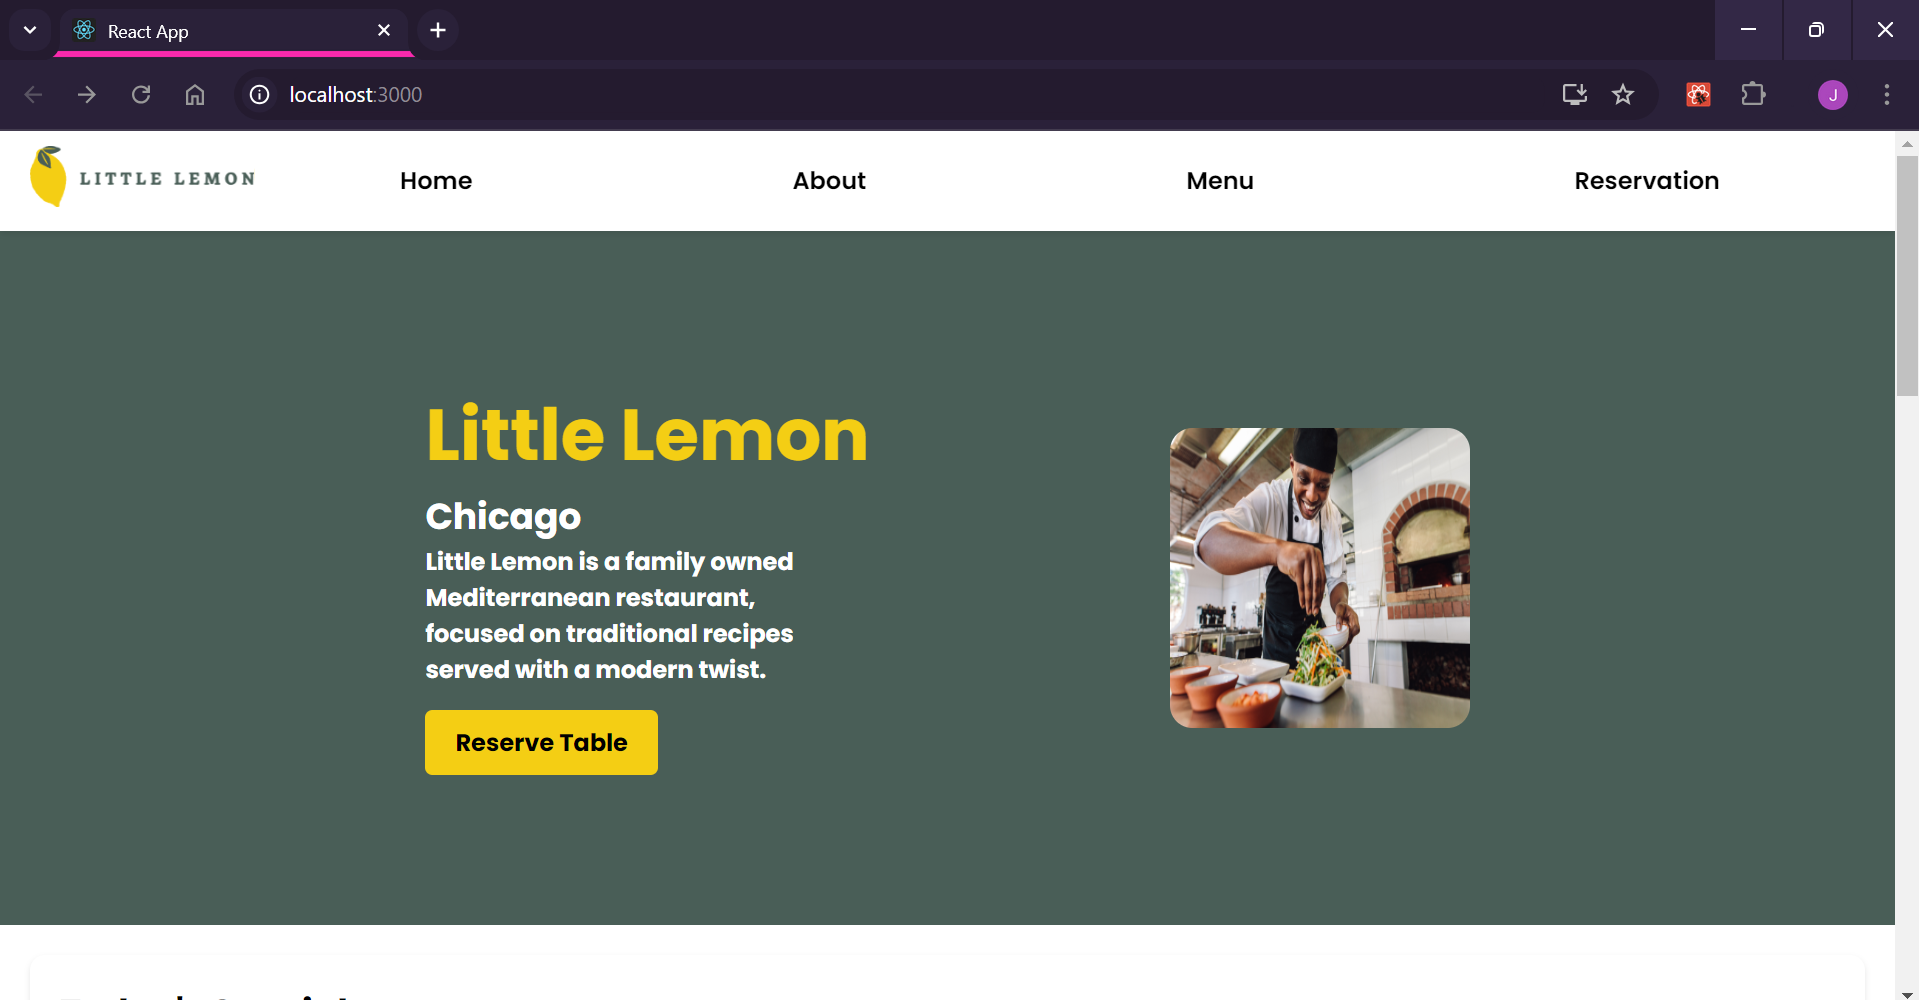 React App
localhost:3000
J
LITTLE LEMON
Home
About
Menu
Reservation
Little Lemon
Chicago
Little Lemon is a family owned
Mediterranean restaurant,
focused on traditional recipes
served with a modern twist.
Reserve Table